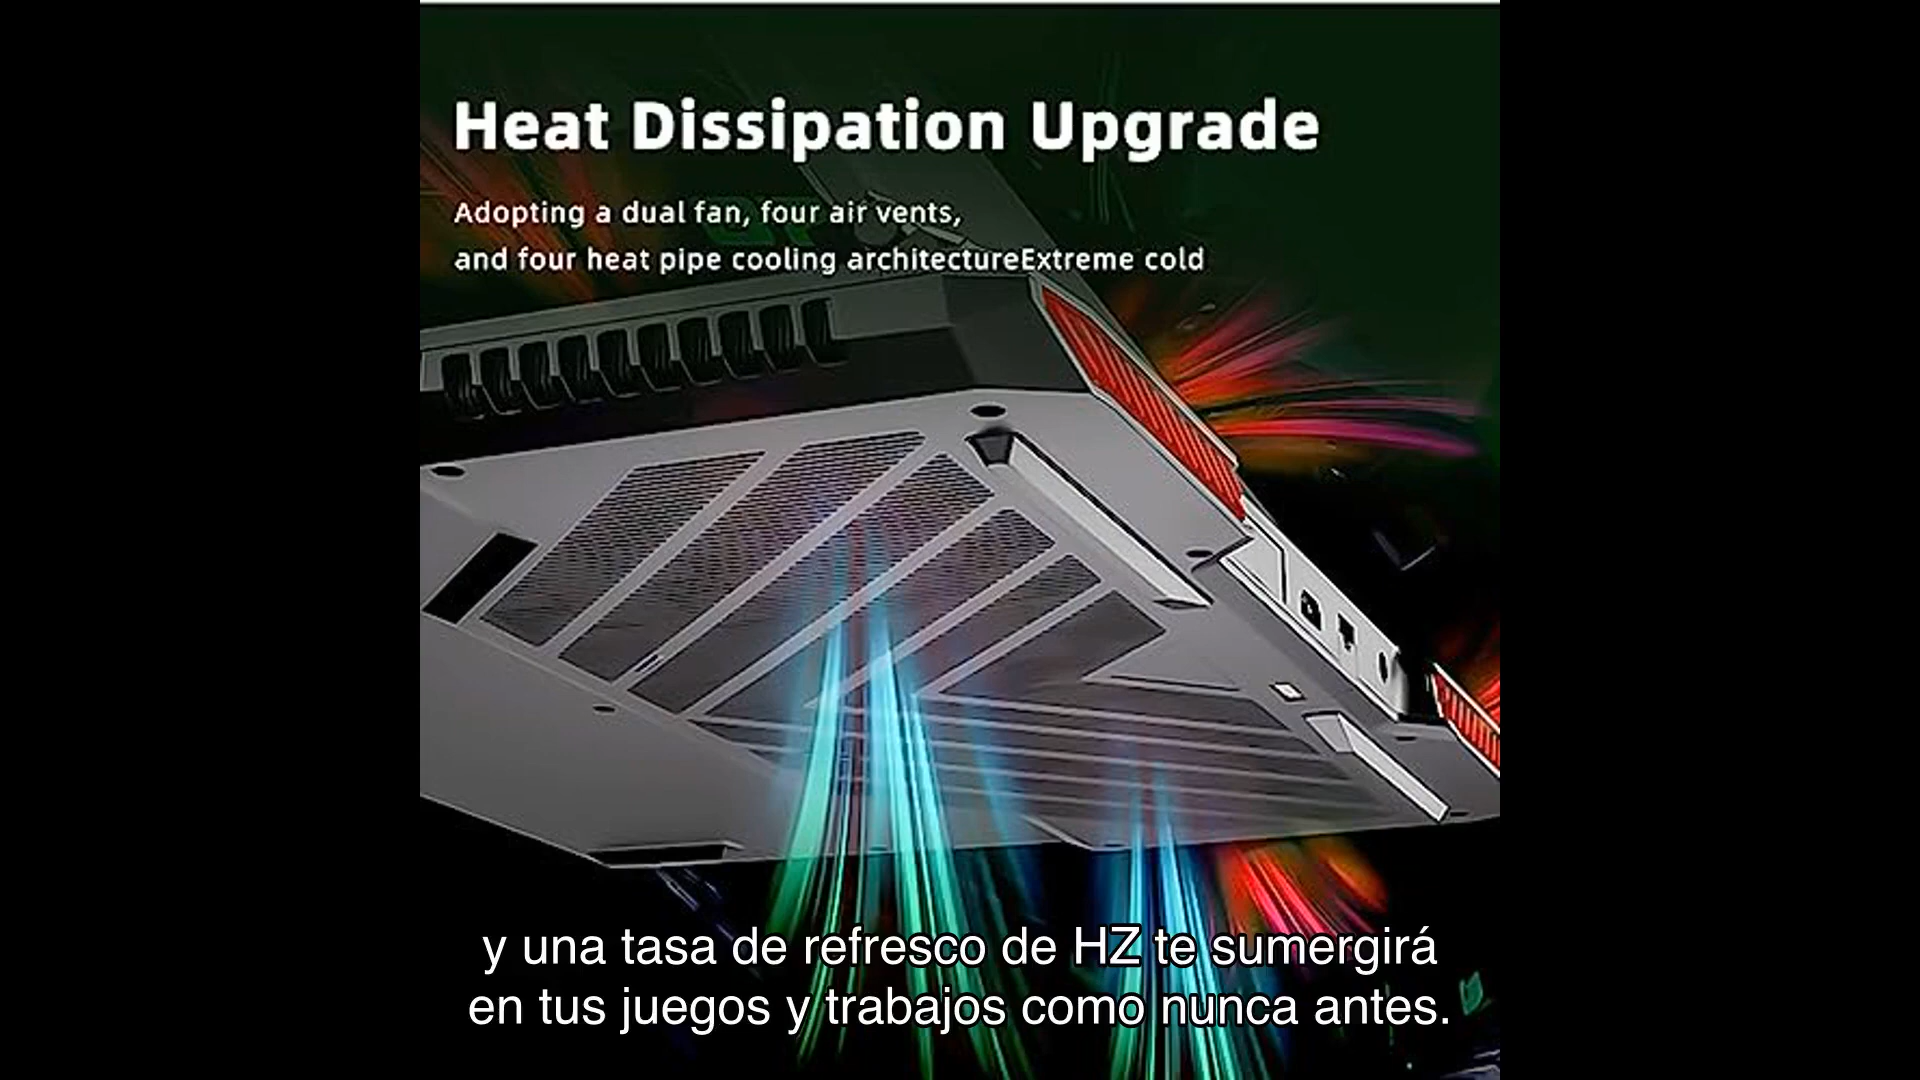 Heat Dissipation Upgrade
Adopting a dual fan, four air vents,
and four heat pipe cooling architectureExtreme cold
y una tasa de refresco de HZ te sumergirá
en tus juegos y trabajos como nunca antes.